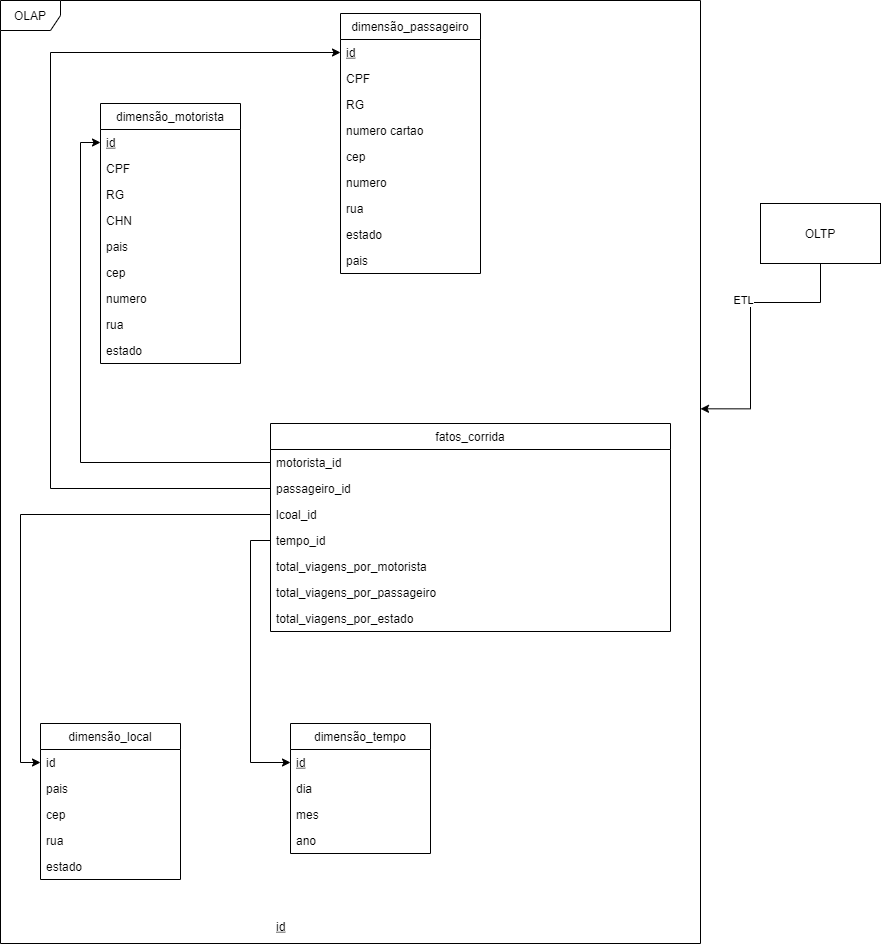 OLAP
dimensão_passageiro
id
CPF
RG
numero cartao
cep
numero
rua
estado
pais
dimensão_motorista
id
CPF
RG
CHN
pais
cep
numero
rua
estado
OLTP
ETL
fatos_corrida
motorista_id
passageiro_id
lcoal_id
tempo_id
total_viagens_por_motorista
total_viagens_por_passageiro
total_viagens_por_estado
dimensão_local
id
pais
cep
rua
estado
dimensão_tempo
id
dia
mes
ano
id